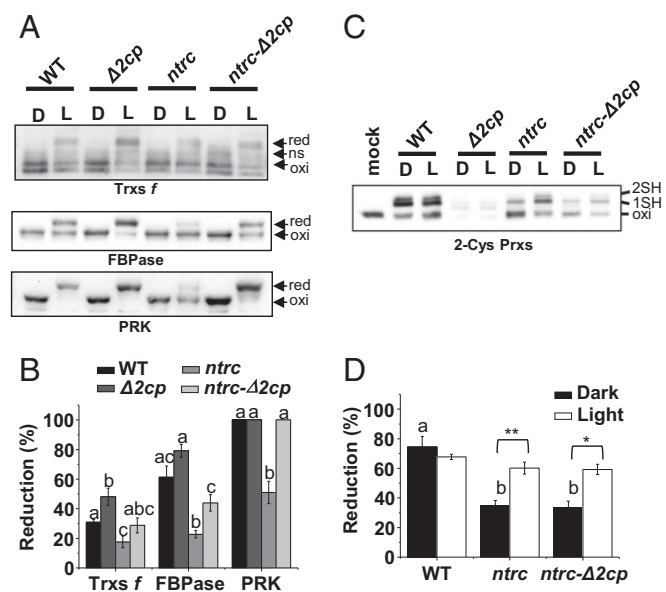 A
WT Δ2cp ntrc ntrc-Δ2cp
D L D L D L D L
red
ns
oxi
Trxs f
red
oxi
FBPase
red
oxi
PRK
C
mock WT Δ2cp ntrc ntrc-Δ2cp
D L D L D L D L
2SH
1SH
oxi
2-Cys Prxs
B
WT ntrc
Δ2cp ntrc-Δ2cp
Reduction (%)
100
80
60
40
20
0
a b c abc
ac a b c
a a b a
Trxs f FBPase PRK
D
Dark
Light
Reduction (%)
100
80
60
40
20
0
a
b **
b *
WT ntrc ntrc-Δ2cp